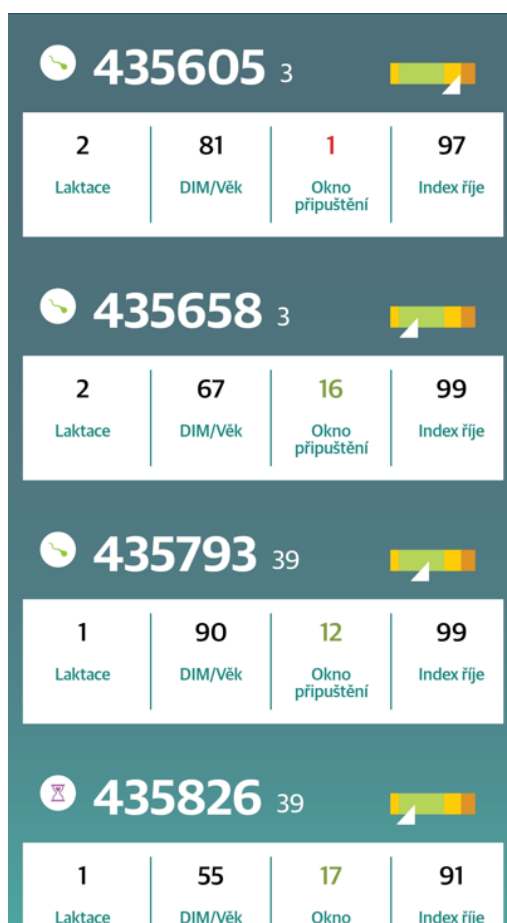 435605 3
2 81 1 97
Laktace DIM/Věk Okno připuštění Index říje
435658 3
2 67 16 99
Laktace DIM/Věk Okno připuštění Index říje
435793 39
1 90 12 99
Laktace DIM/Věk Okno připuštění Index říje
435826 39
1 55 17 91
Laktace DIM/Věk Okno Index říje